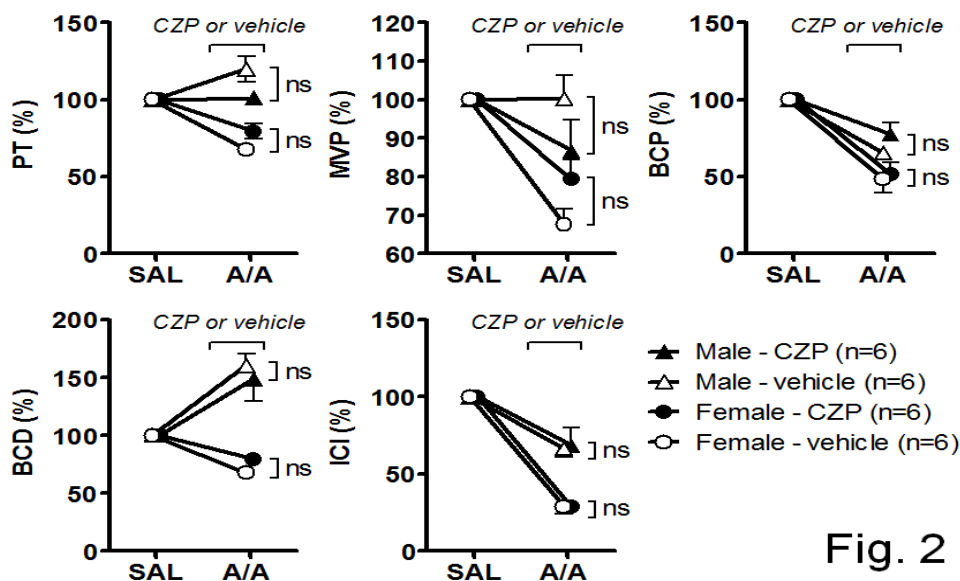 CZP or vehicle
150
100
50
0
PT (%)
ns
ns
SAL A/A
CZP or vehicle
120
110
100
90
80
70
60
MVP (%)
ns
ns
SAL A/A
CZP or vehicle
150
100
50
0
BCP (%)
ns
ns
SAL A/A
CZP or vehicle
200
150
100
50
0
BCD (%)
ns
ns
SAL A/A
CZP or vehicle
150
100
50
0
ICI (%)
ns
ns
SAL A/A
Male - CZP (n=6)
Male - vehicle (n=6)
Female - CZP (n=6)
Female - vehicle (n=6)
Fig. 2